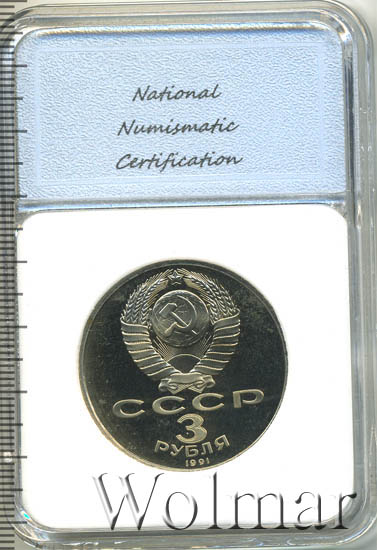 National
Numismatic
Certification
СССР
3
РУБЛЯ
1991
Wolmar